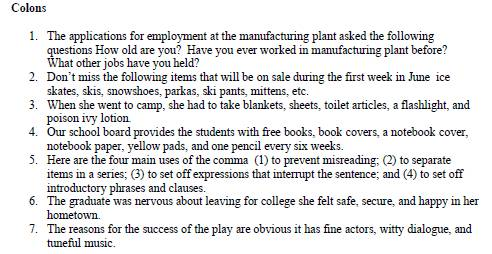 Colons
1. The applications for employment at the manufacturing plant asked the following
questions How old are you? Have you ever worked in manufacturing plant before?
What other jobs have you held?
2. Don't miss the following items that will be on sale during the first week in June ice
skates, skis, snowshoes, parkas, ski pants, mittens, etc.
3. When she went to camp, she had to take blankets, sheets, toilet articles, a flashlight, and
poison ivy lotion.
4. Our school board provides the students with free books, book covers, a notebook cover,
notebook paper, yellow pads, and one pencil every six weeks.
5. Here are the four main uses of the comma (1) to prevent misreading; (2) to separate
items in a series; (3) to set off expressions that interrupt the sentence; and (4) to set off
introductory phrases and clauses.
6. The graduate was nervous about leaving for college she felt safe, secure, and happy in her
hometown.
7. The reasons for the success of the play are obvious it has fine actors, witty dialogue, and
tuneful music.